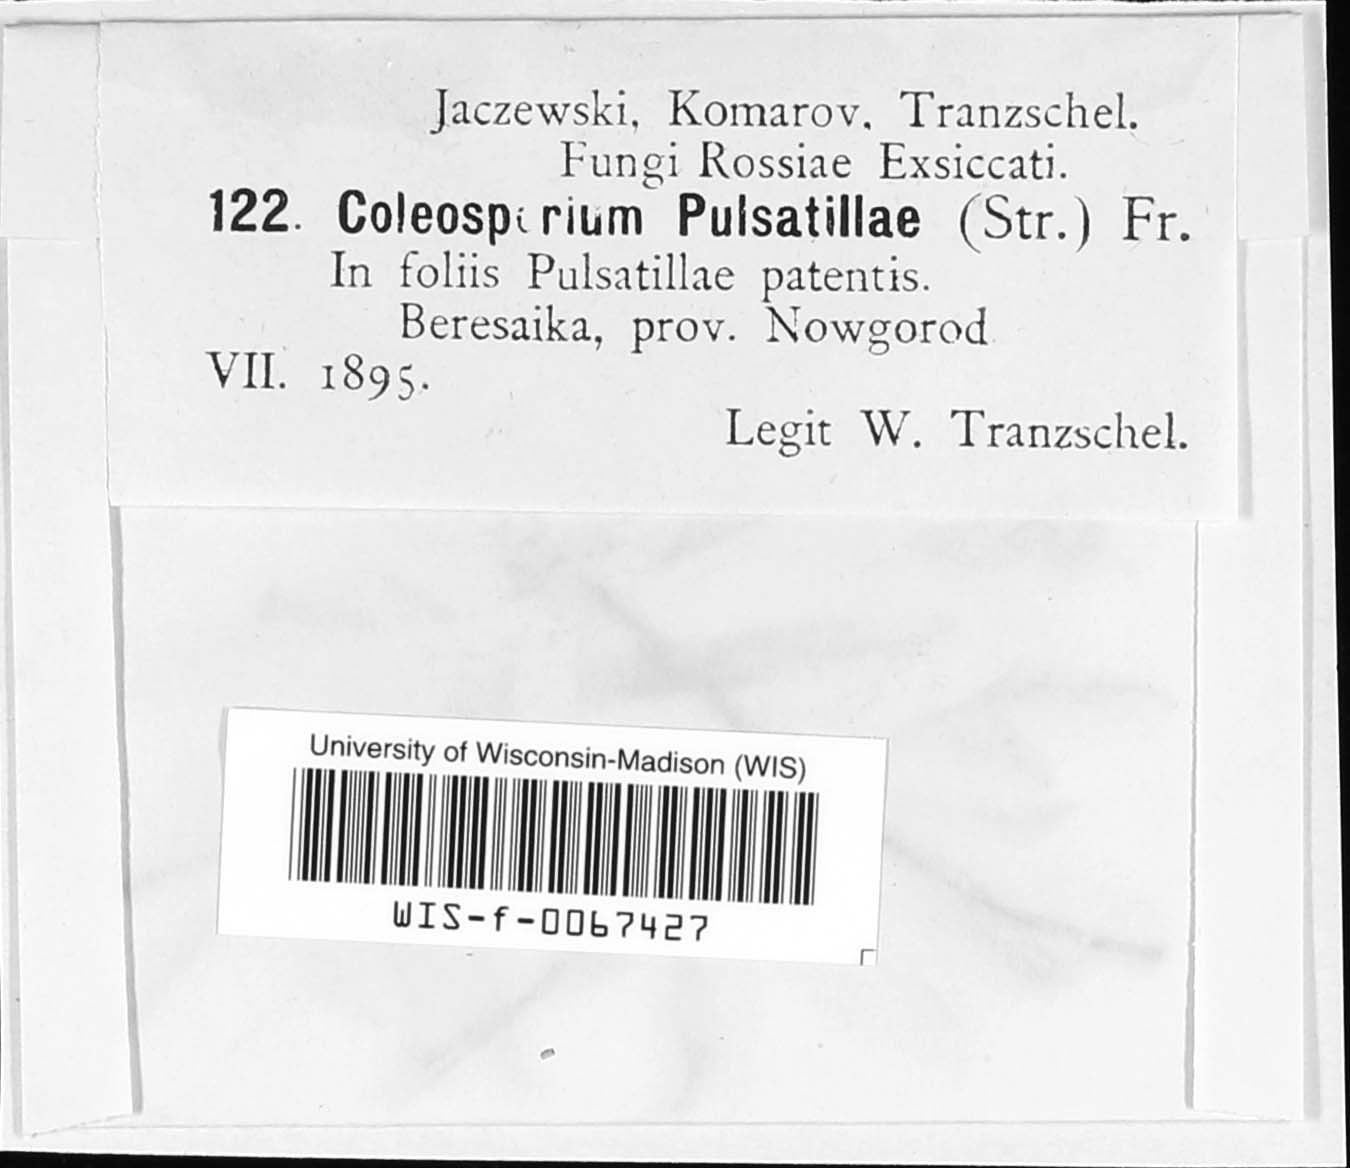 Jaczewski, Komarov, Tranzschel.
Fungi Rossiae Exsiccati.
122. Coleosporium Pulsatillae (Str.) Fr.
In foliis Pulsatillae patentis.
Beresaika, prov. Nowgorod.
VII. 1895.
Legit W. Tranzschel.
University of Wisconsin-Madison (WIS)
WIS-f-0067427